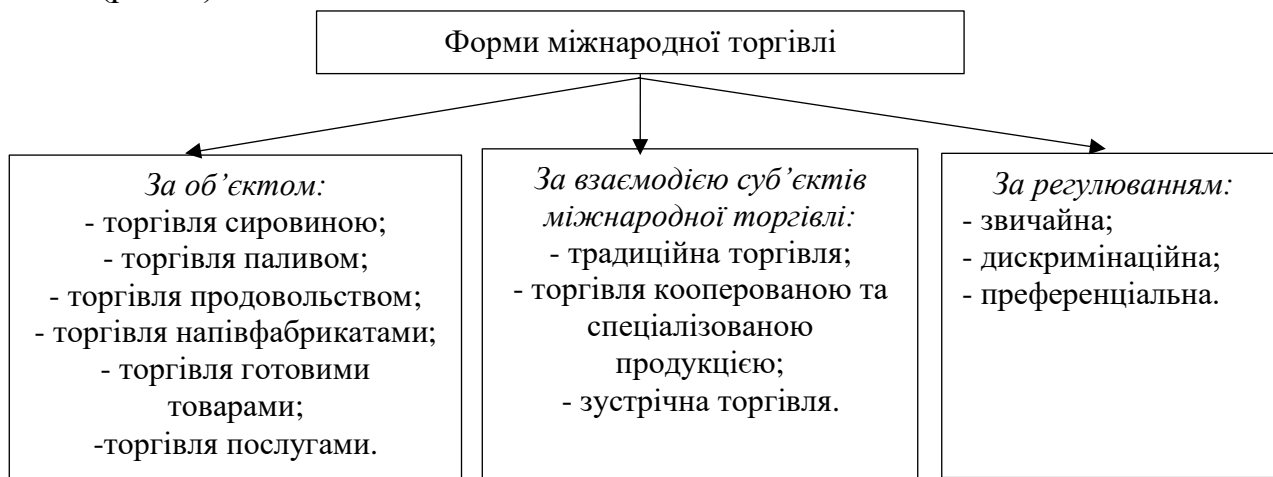 Форми міжнародної торгівлі
За об’єктом:
- торгівля сировиною;
- торгівля паливом;
- торгівля продовольством;
- торгівля напівфабрикатами;
- торгівля готовими
товарами;
-торгівля послугами.
За взаємодією суб’єктів
міжнародної торгівлі:
- традиційна торгівля;
- торгівля кооперованою та
спеціалізованою
продукцією;
- зустрічна торгівля.
За регулюванням:
- звичайна;
- дискримінаційна;
- преференціальна.